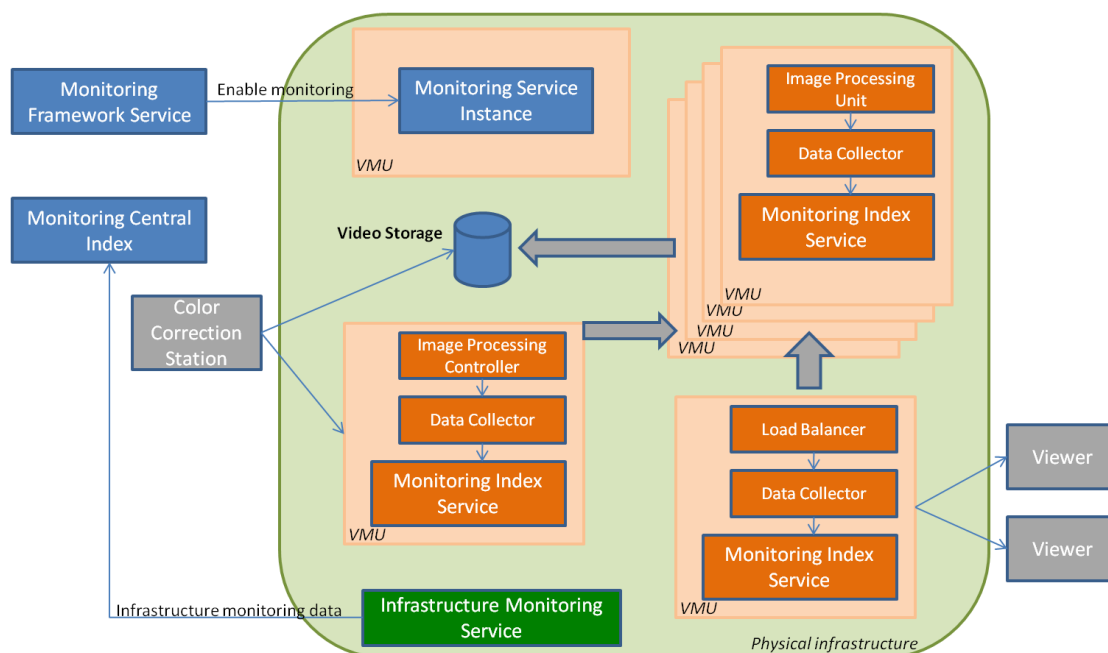 Monitoring
Framework Service
Enable monitoring
Monitoring Service
Instance
VMU
Image Processing
Unit
Data Collector
Monitoring Index
Service
VMU
VMU
VMU
VMU
Monitoring Central
Index
Video Storage
Color
Correction
Station
Image Processing
Controller
Data Collector
Monitoring Index
Service
VMU
Load Balancer
Data Collector
Monitoring Index
Service
VMU
Viewer
Viewer
Infrastructure monitoring data
Infrastructure Monitoring
Service
Physical infrastructure